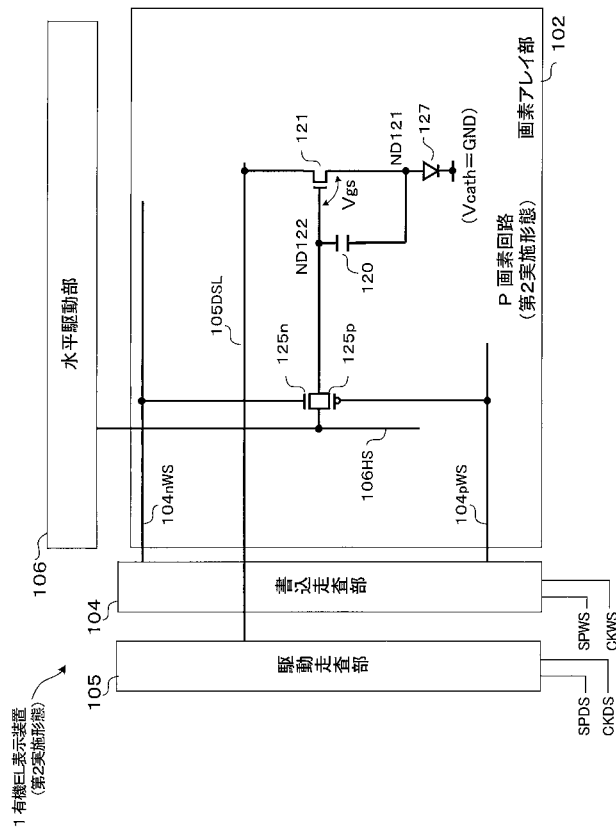 1 有機EL表示装置
(第2実施形態)
106
水平駆動部
105
駆動走査部
104
書込走査部
SPDS
CKDS
SPWS
CKWS
104nWS
105DSL
106HS
104pWS
125n
125p
ND122
120
Vgs
121
ND121
127
(Vcath=GND)
P 画素回路
(第2実施形態)
画素アレイ部
102